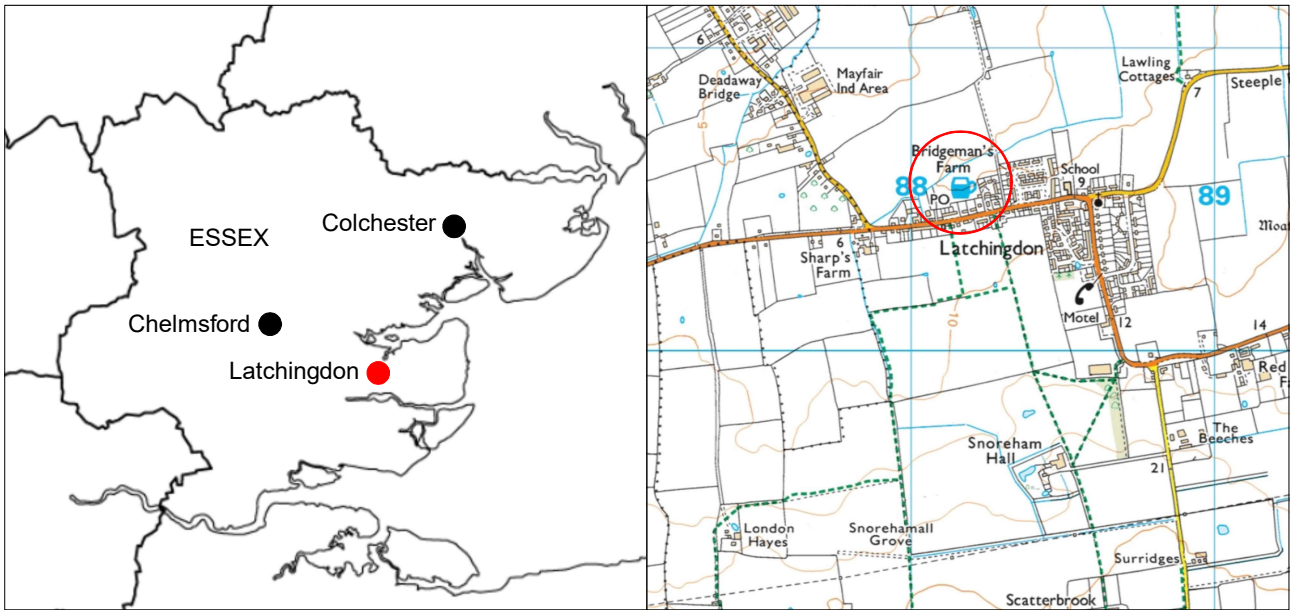 Colchester
ESSEX
Chelmsford
Latchingdon
6
Deadaway
Bridge
Mayfair
Ind Area
Lawling
Cottages
7
Steeple
5
Bridgeman's
Farm
88
PO
School
9
89
6
Sharp's
Farm
Latchingdon
10
Motel
12
14
Red
The
Beeches
21
Snoreham
Hall
London
Hayes
Snorehamall
Grove
Surridges
Scatterbrook